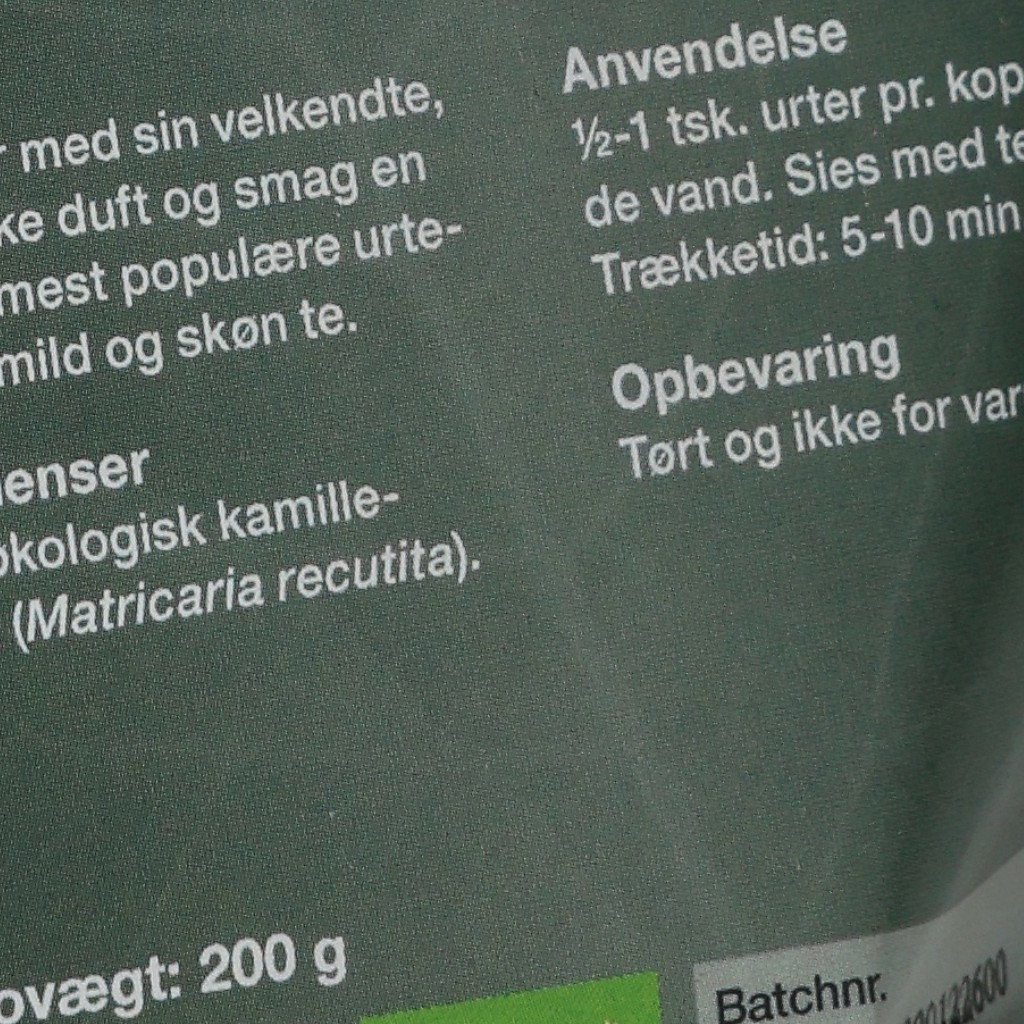 med sin velkendte,
duft og smag en
mest populære urte-
mild og skøn te.
økologisk kamille-
(Matricaria recutita).
200 g
Anvendelse
½-1 tsk. urter pr. kop
de vand. Sies med
Trækketid: 5-10 min
Opbevaring
Tørt og ikke for
Batchnr.